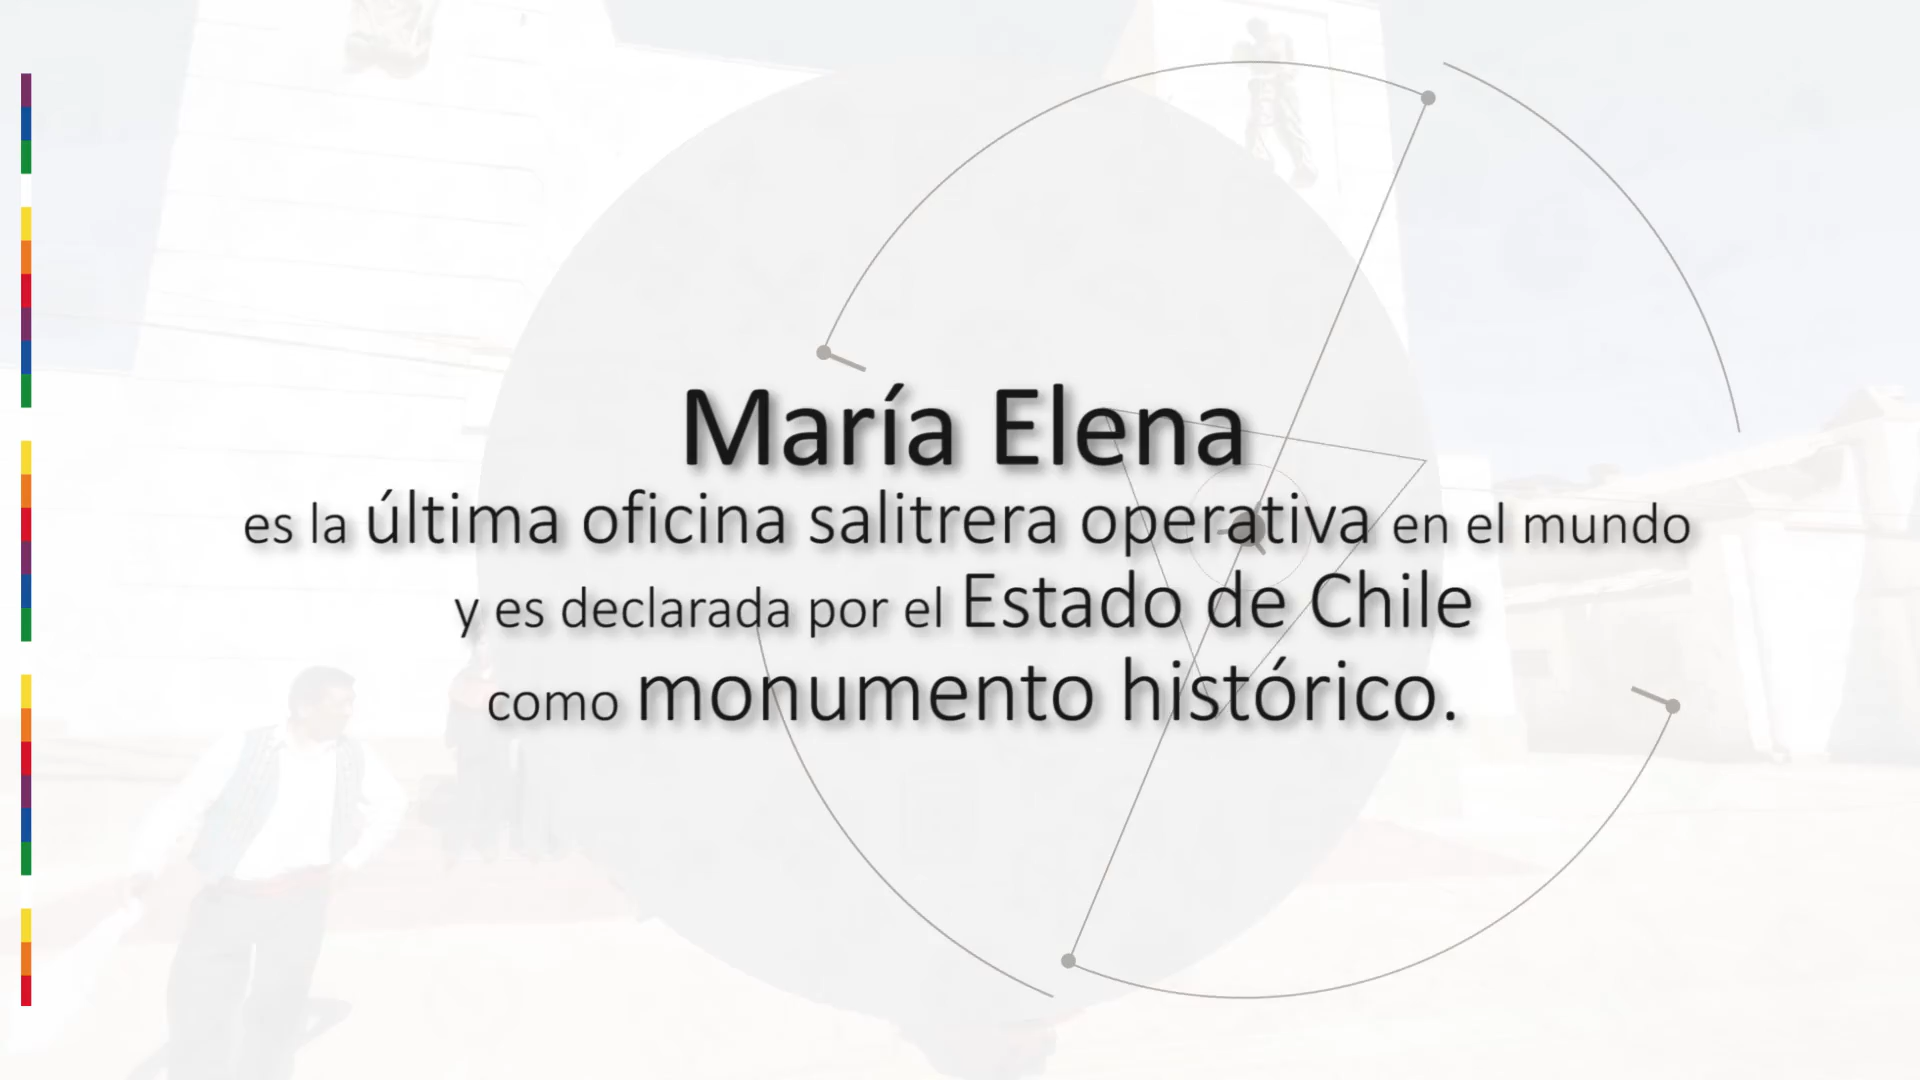 María Elena
es la última oficina salitrera operativa en el mundo
y es declarada por el Estado de Chile
como monumento histórico.